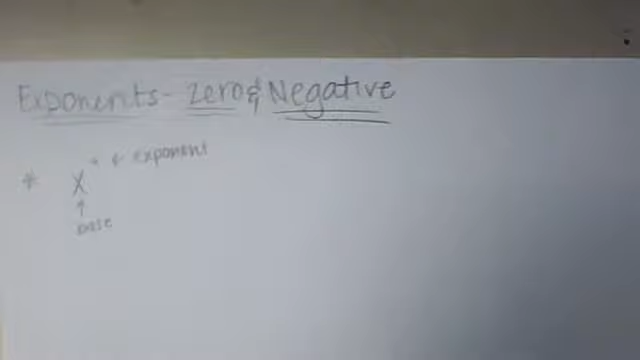 Exponents - Zero & Negative
* X ← exponent
↑
base